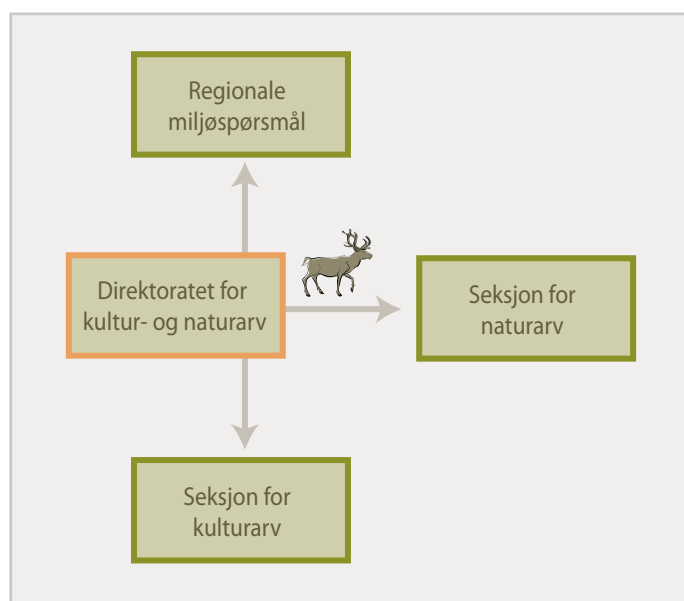 Regionale
miljøspørsmål
Direktoratet for
kultur- og naturarv
Seksjon for
naturarv
Seksjon for
kulturarv